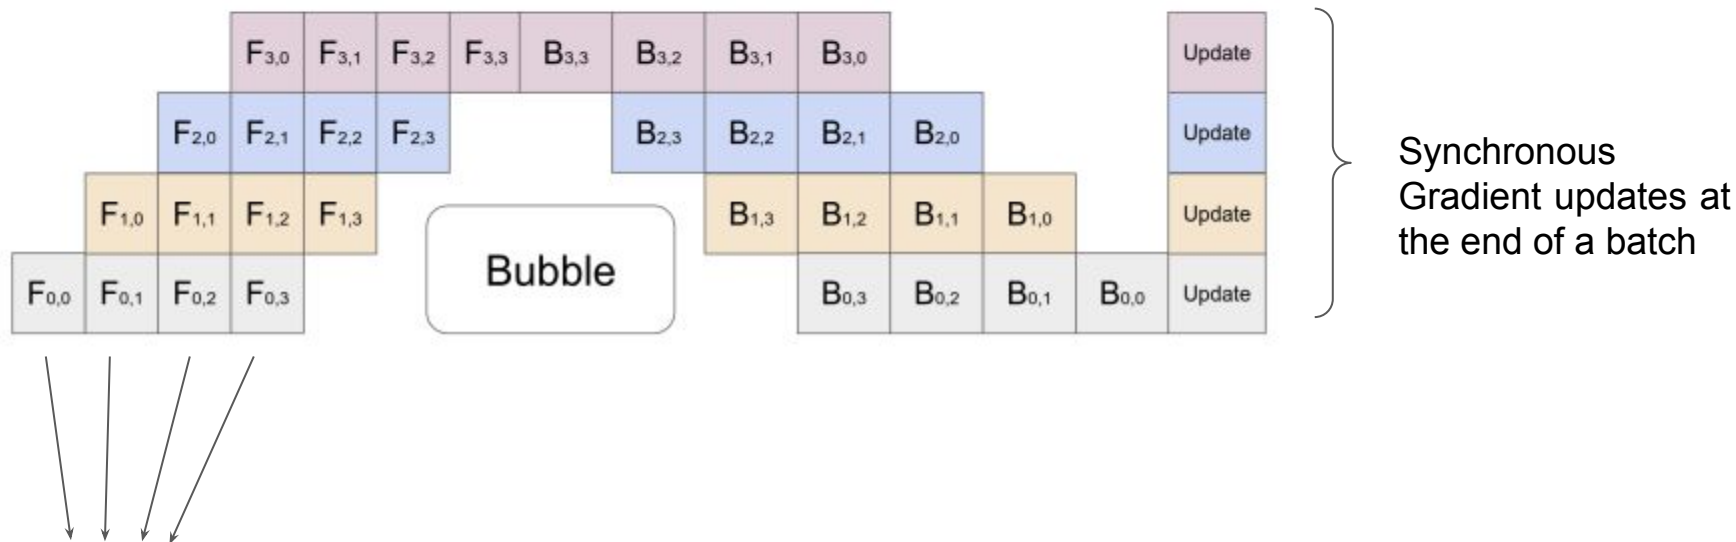 F3,0 F3,1 F3,2 F3,3 B3,3 B3,2 B3,1 B3,0 Update
F2,0 F2,1 F2,2 F2,3 B2,3 B2,2 B2,1 B2,0 Update
F1,0 F1,1 F1,2 F1,3 B1,3 B1,2 B1,1 B1,0 Update
F0,0 F0,1 F0,2 F0,3 Bubble B0,3 B0,2 B0,1 B0,0 Update
Synchronous
Gradient updates at
the end of a batch